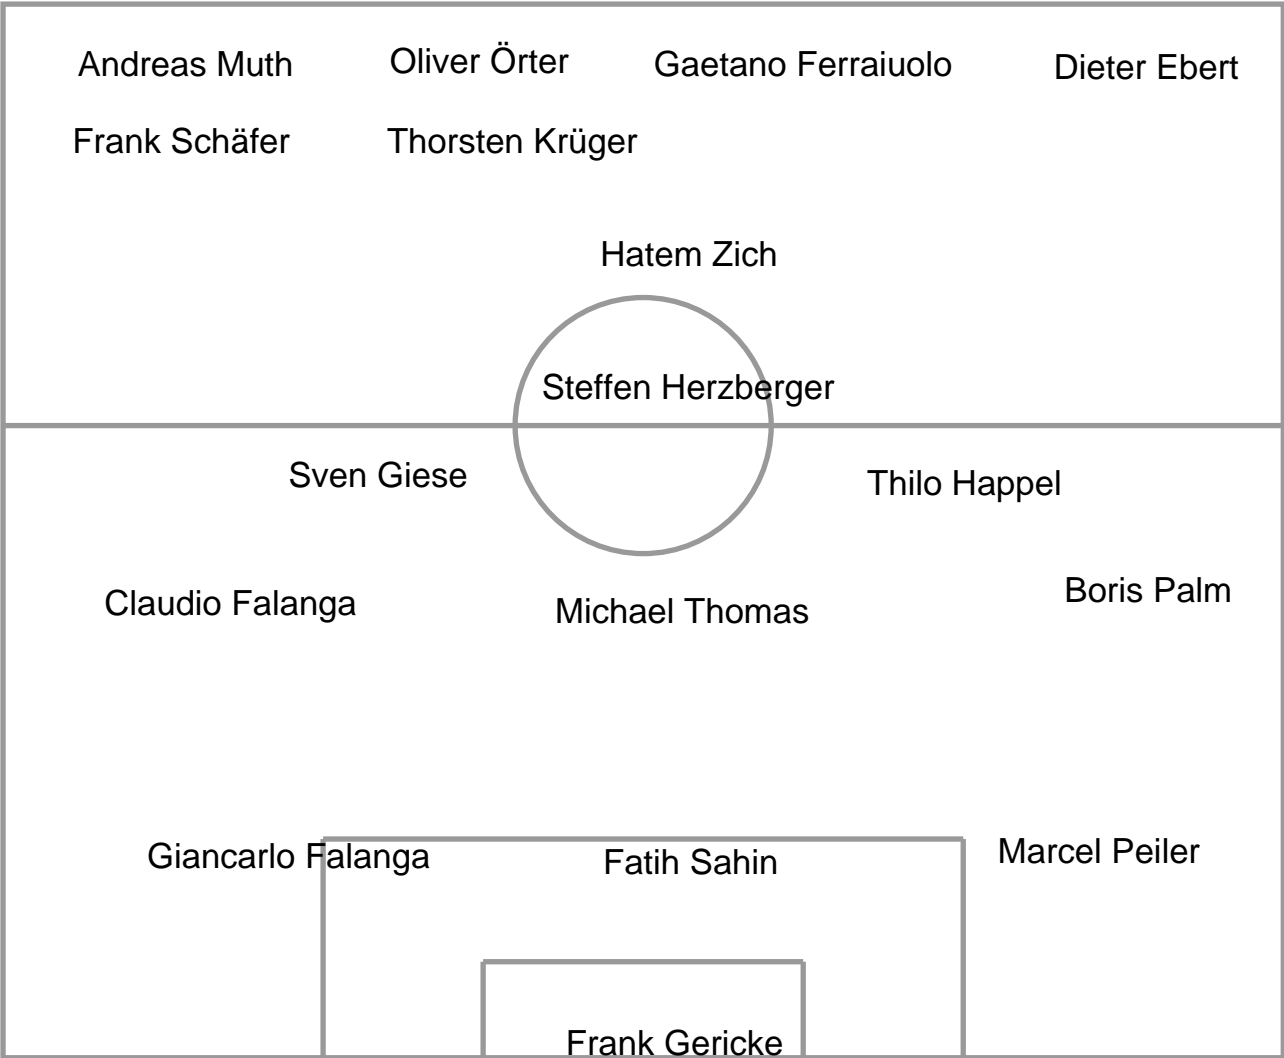 Andreas Muth Oliver Örter Gaetano Ferraiuolo Dieter Ebert
Frank Schäfer Thorsten Krüger
Hatem Zich
Steffen Herzberger
Sven Giese Thilo Happel
Claudio Falanga Michael Thomas Boris Palm
Giancarlo Falanga Fatih Sahin Marcel Peiler
Frank Gericke